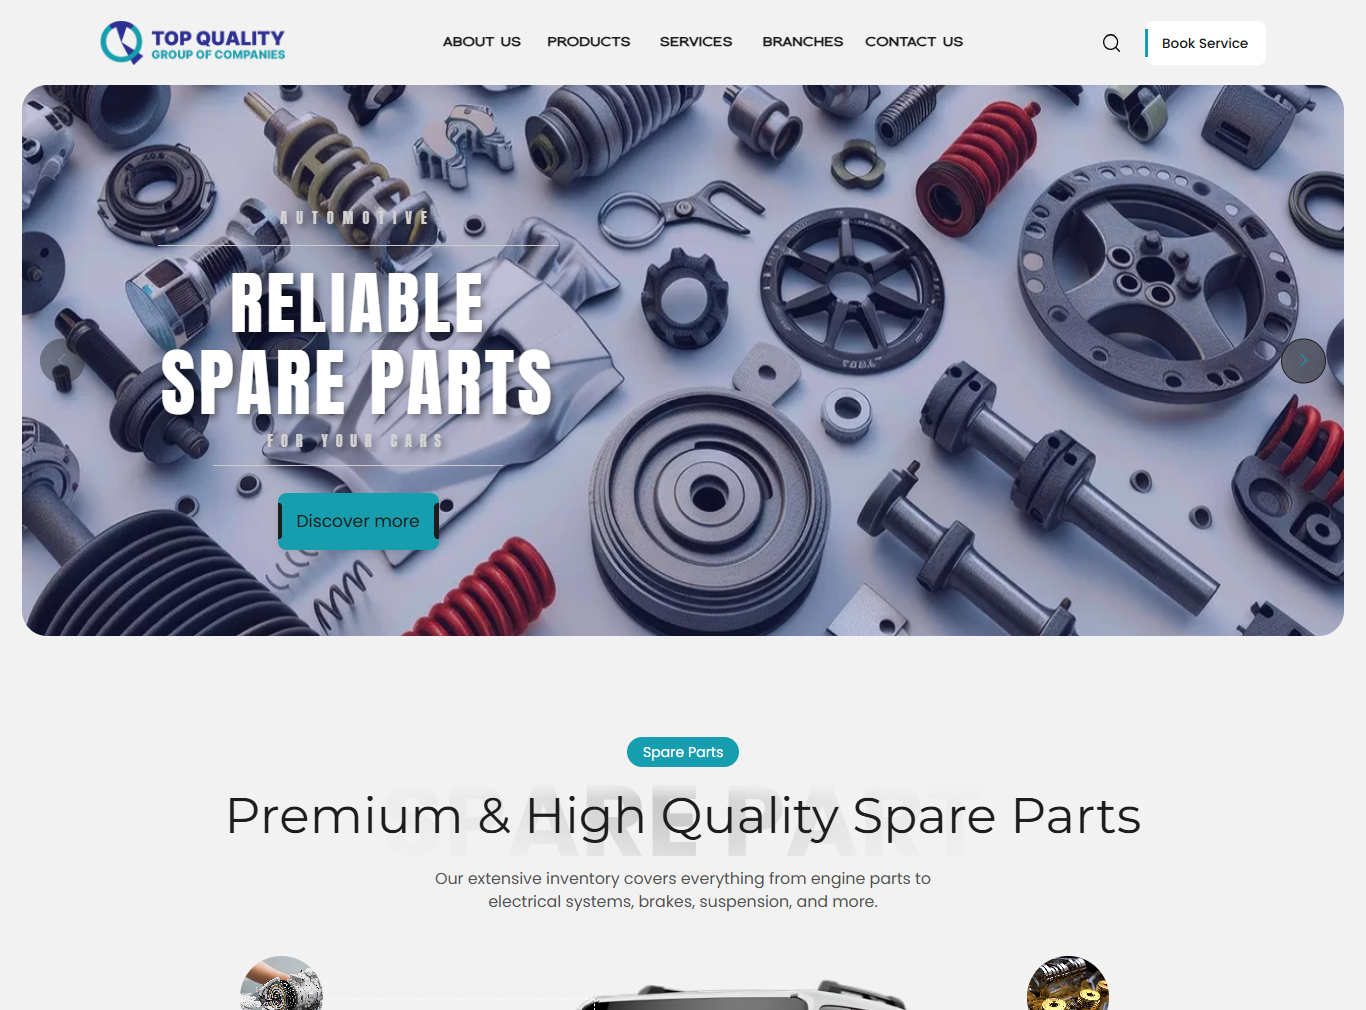 TOP QUALITY
GROUP OF COMPANIES
ABOUT US
PRODUCTS
SERVICES
BRANCHES
CONTACT US
Book Service
AUTOMOTIVE
RELIABLE
SPARE PARTS
FOR YOUR CARS
Discover more
Spare Parts
SPARE PART
Premium & High Quality Spare Parts
Our extensive inventory covers everything from engine parts to
electrical systems, brakes, suspension, and more.